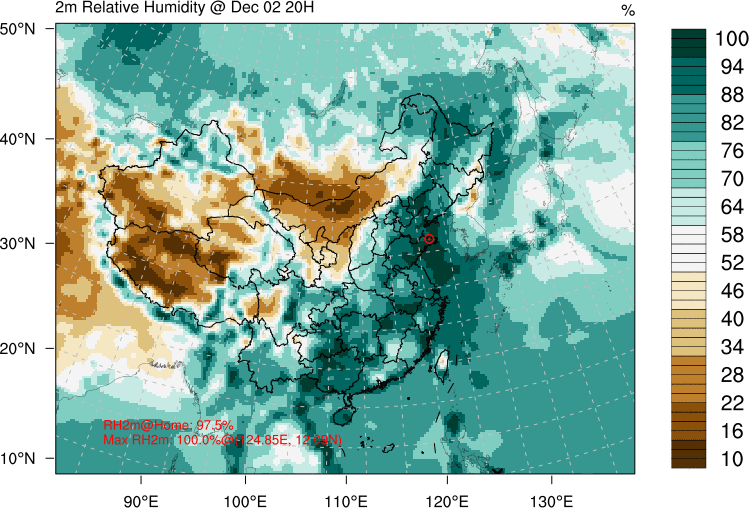 2m Relative Humidity @ Dec 02 20H
%
50°N
40°N
30°N
20°N
10°N
90°E
100°E
110°E
120°E
130°E
100
94
88
82
76
70
64
58
52
46
40
34
28
22
16
10
RH2m@Home: 97.5%
Max RH2m: 100.0%@(124.85E, 12.09N)